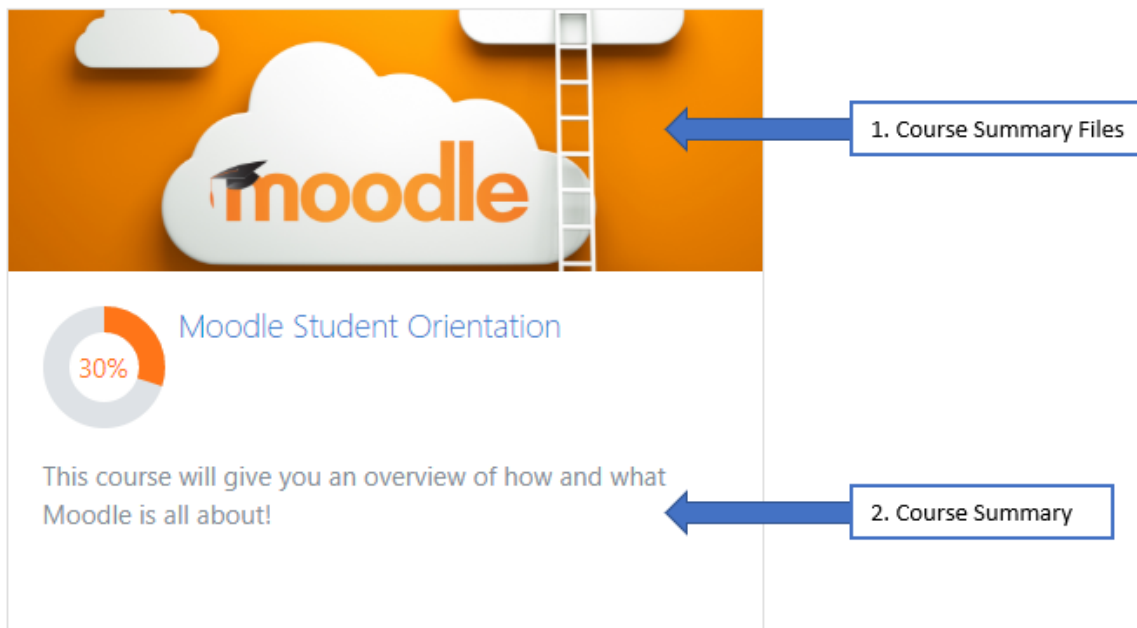 moodle
1. Course Summary Files
Moodle Student Orientation
30%
This course will give you an overview of how and what
Moodle is all about!
2. Course Summary